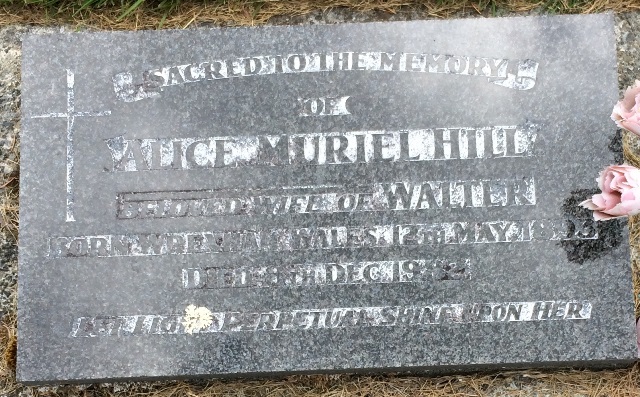 SACRED TO THE MEMORY
OF
ALICE MURIEL HILL
BELOVED WIFE OF WALTER
BORN WREXHAM WALES. 12TH MAY
DIED DEC.
LET LIGHT PERPETUAL SHINE UPON HER